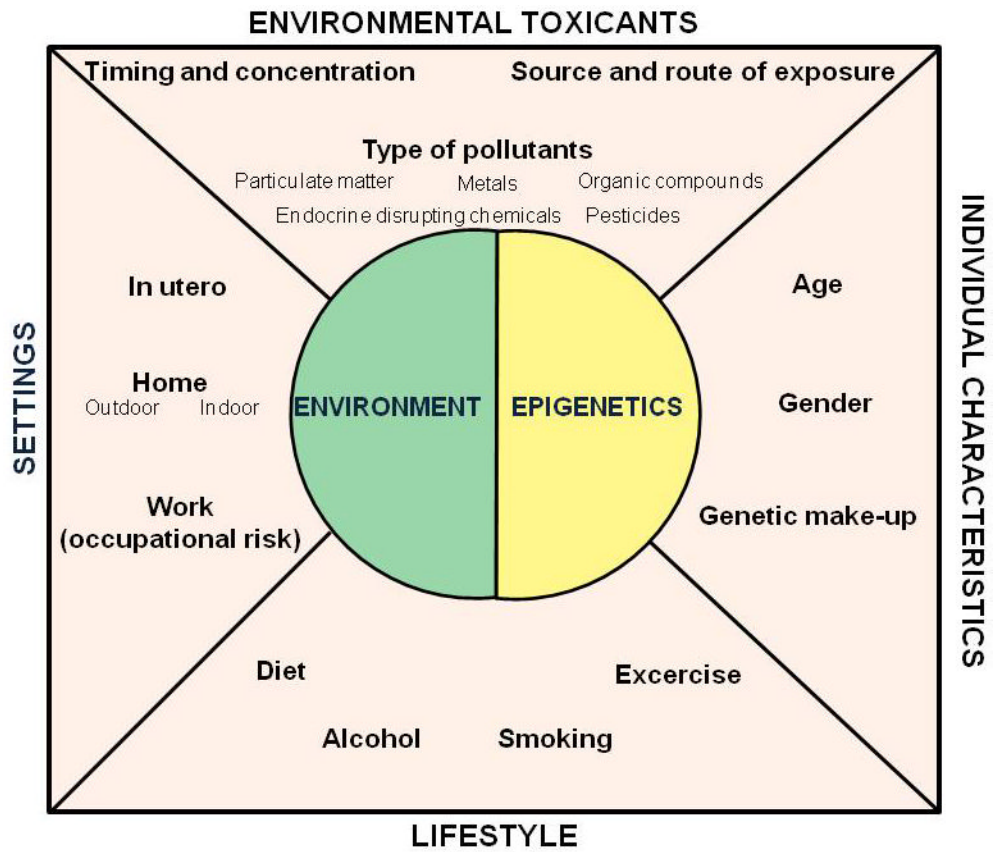 ENVIRONMENTAL TOXICANTS
Timing and concentration
Source and route of exposure
Type of pollutants
Particulate matter
Metals
Organic compounds
Endocrine disrupting chemicals
Pesticides
SETTINGS
In utero
Home
Outdoor
Indoor
Work
(occupational risk)
ENVIRONMENT
EPIGENETICS
Age
Gender
Genetic make-up
INDIVIDUAL CHARACTERISTICS
Diet
Excercise
Alcohol
Smoking
LIFESTYLE